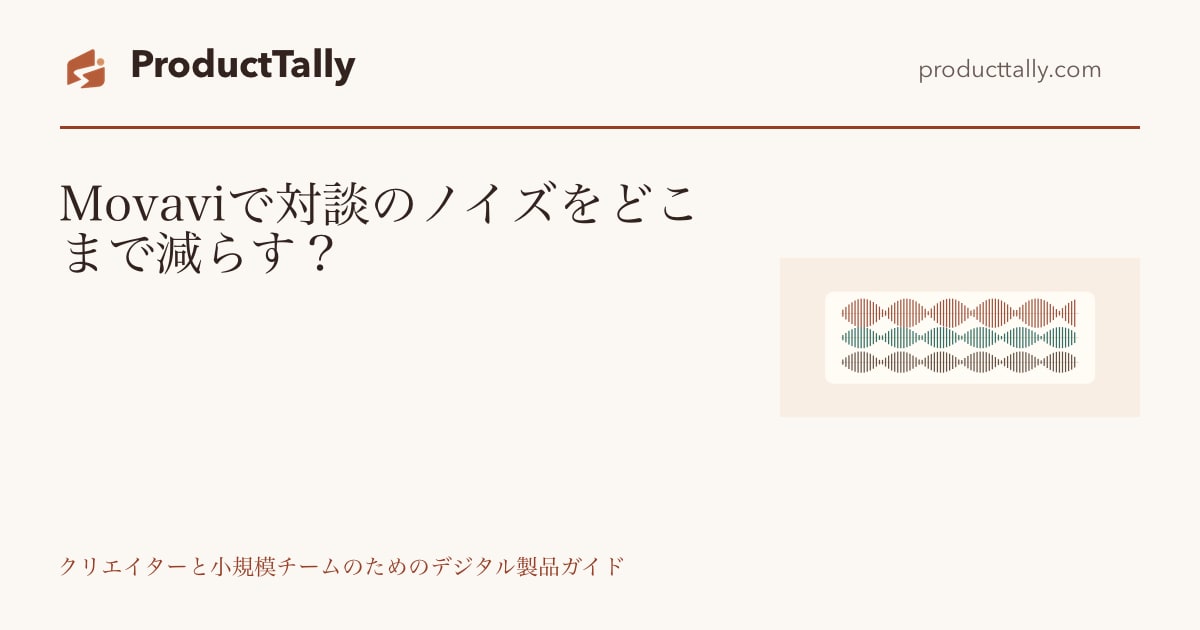 ProductTally
producttally.com
Movaviで対談のノイズをどこ
まで減らす？
クリエイターと小規模チームのためのデジタル製品ガイド